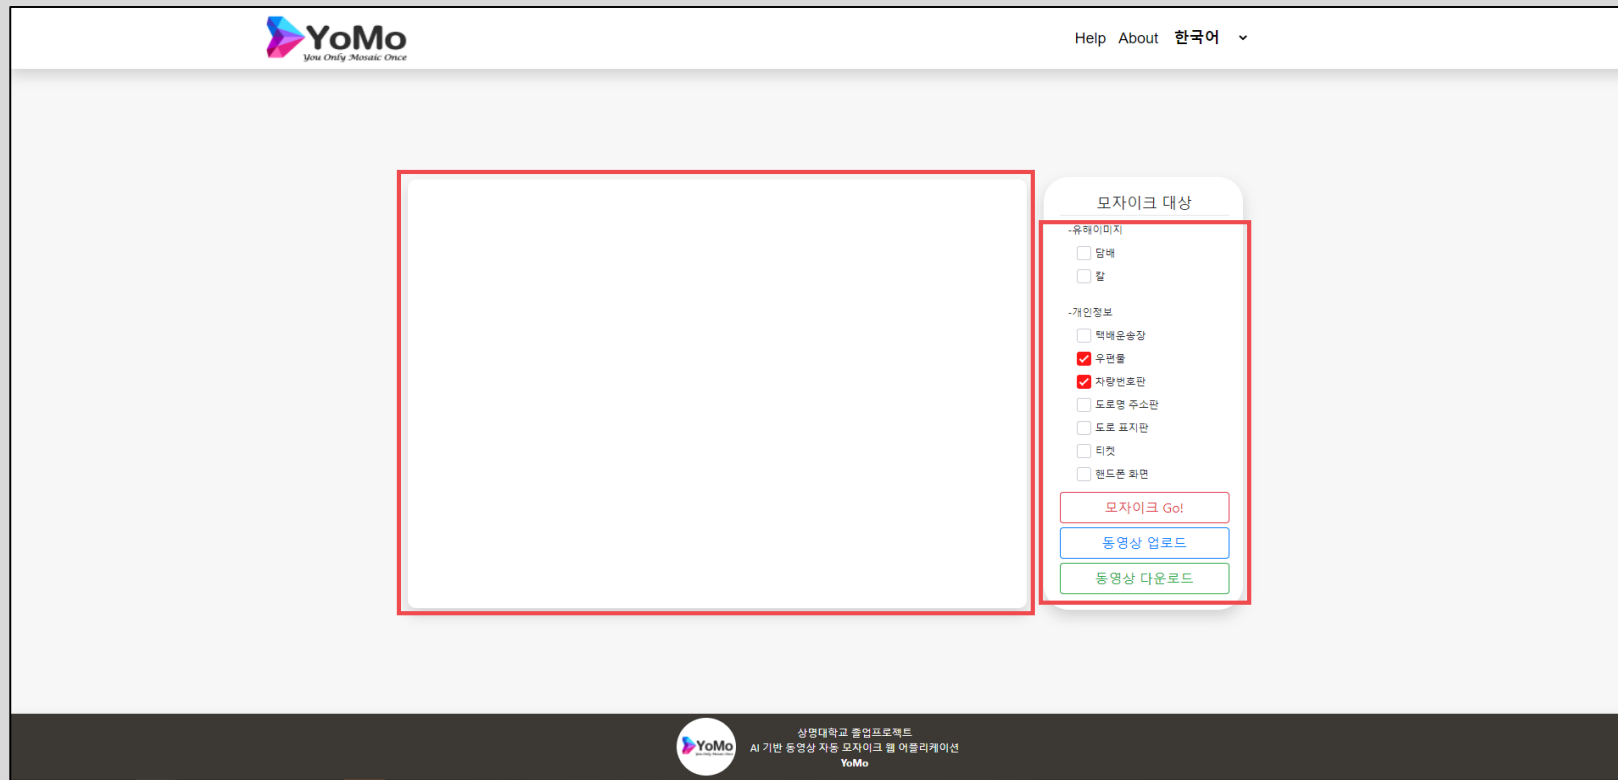 YoMo
You Only Mosaic Once
Help About 한국어
모자이크 대상
-유해이미지
담배
칼
-개인정보
택배운송장
우편물
차량번호판
도로명 주소판
도로 표지판
티켓
핸드폰 화면
모자이크 Go!
동영상 업로드
동영상 다운로드
YoMo
You Only Mosaic Once
상명대학교 졸업프로젝트
AI 기반 동영상 자동 모자이크 웹 어플리케이션
YoMo